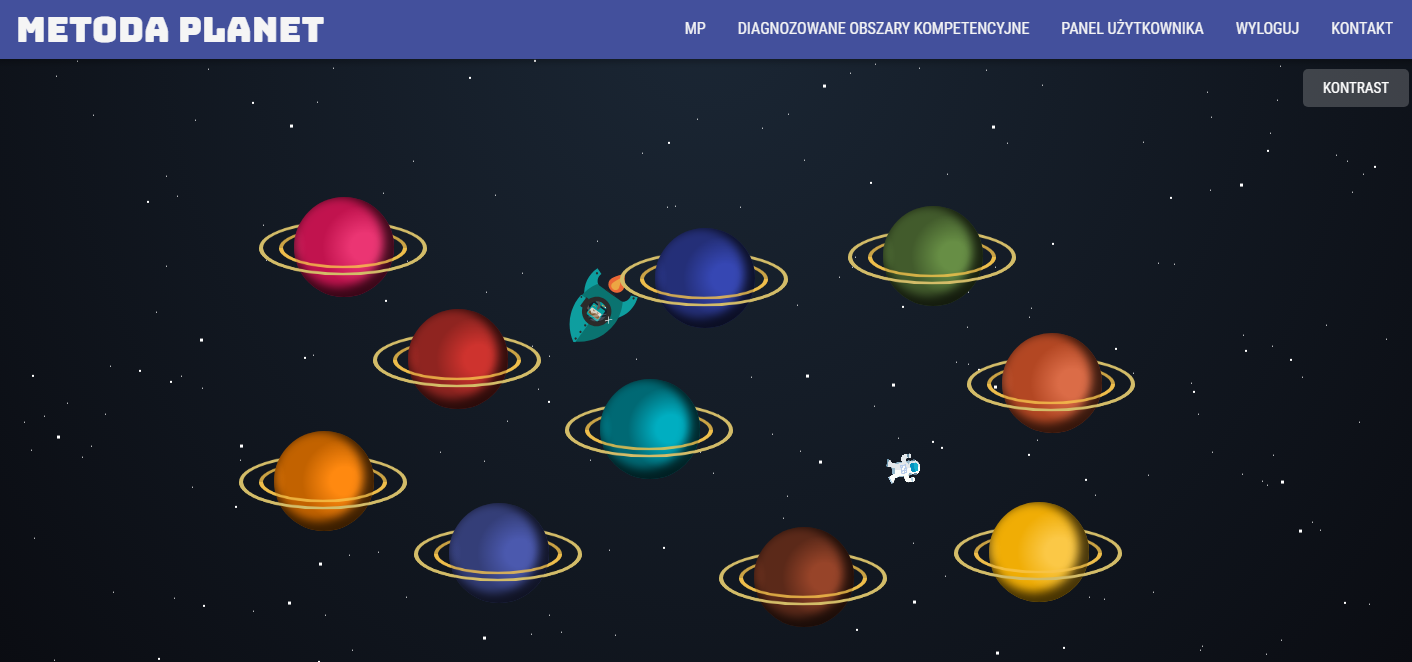 METODA PLANET
MP DIAGNOZOWANE OBSZARY KOMPETENCYJNE PANEL UŻYTKOWNIKA WYLOGUJ KONTAKT
KONTRAST